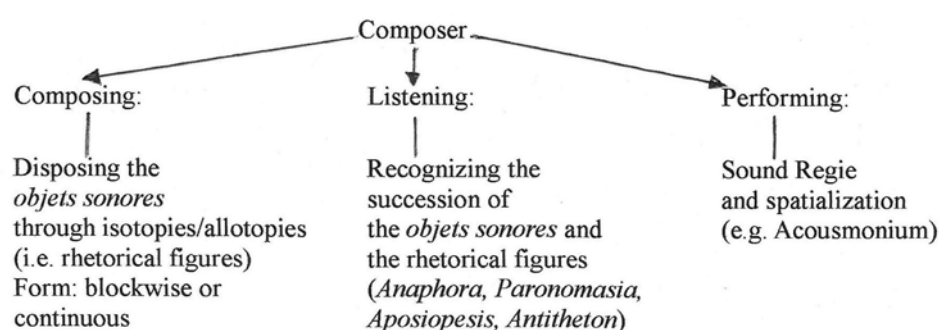 Composer
Composing:
Disposing the
objets sonores
through isotopies/allotopies
(i.e. rhetorical figures)
Form: blockwise or
continuous
Listening:
Recognizing the
succession of
the objets sonores and
the rhetorical figures
(Anaphora, Paronomasia,
Aposiopesis, Antitheton)
Performing:
Sound Regie
and spatialization
(e.g. Acousmonium)